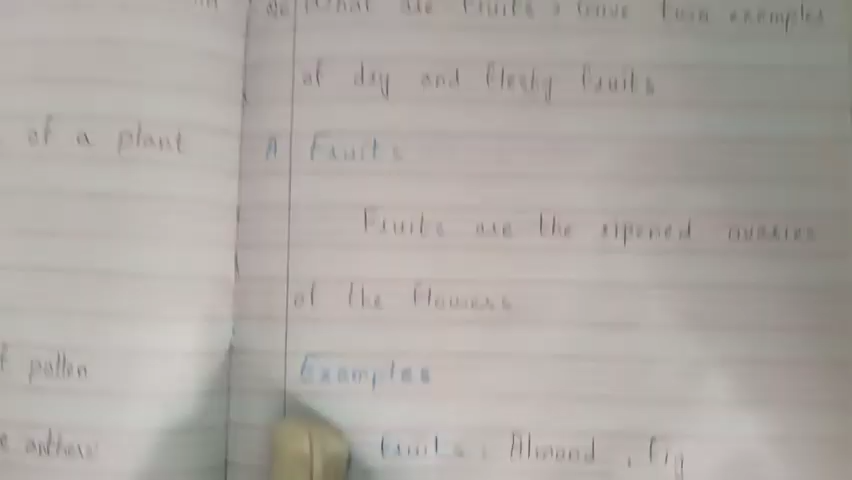 of a plant
f pollen
e anthers
What are fruits ? Give two examples
of dry and fleshy fruits
A Fruits
Fruits are the ripened ovaries
of the flowers
Examples
fruits : Almond , fig